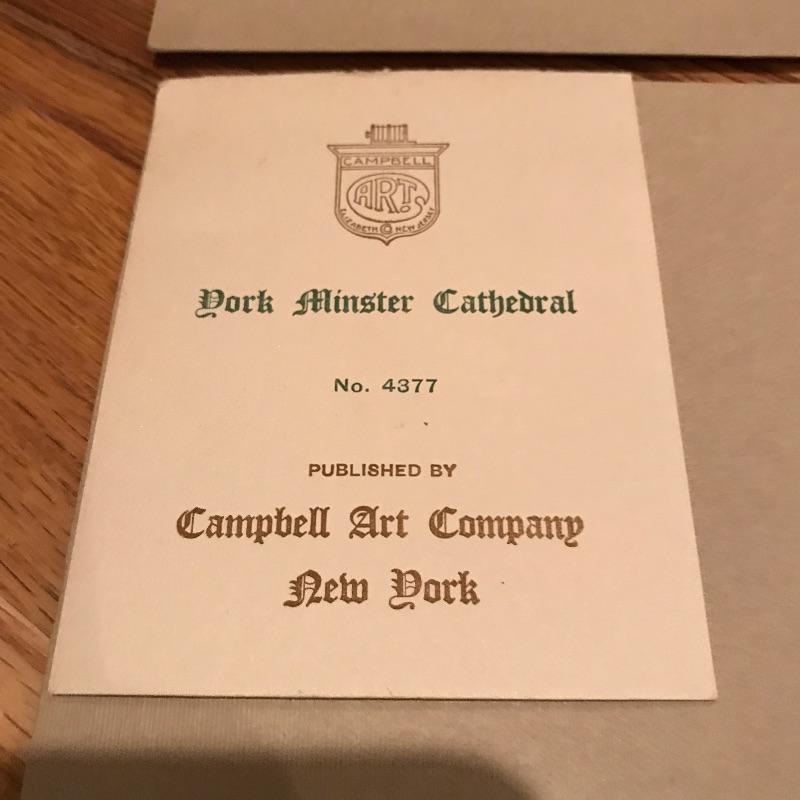 CAMPBELL
ART
ELIZABETH NEW JERSEY
York Minster Cathedral
No. 4377
PUBLISHED BY
Campbell Art Company
New York